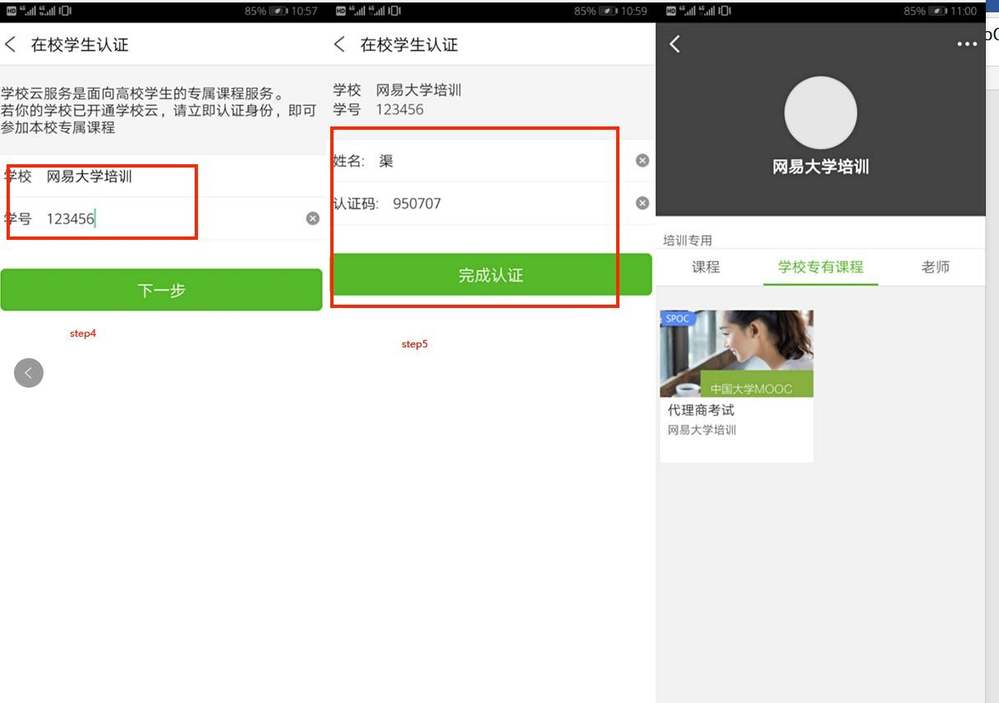 85% 10:57
在校学生认证
学校云服务是面向高校学生的专属课程服务。
若你的学校已开通学校云，请立即认证身份，即可
参加本校专属课程
学校 网易大学培训
学号 123456
下一步
step4
85% 10:59
在校学生认证
学校 网易大学培训
学号 123456
姓名: 渠
认证码: 950707
完成认证
step5
85% 11:00
网易大学培训
培训专用
课程 学校专有课程 老师
SPOC
中国大学MOOC
代理商考试
网易大学培训